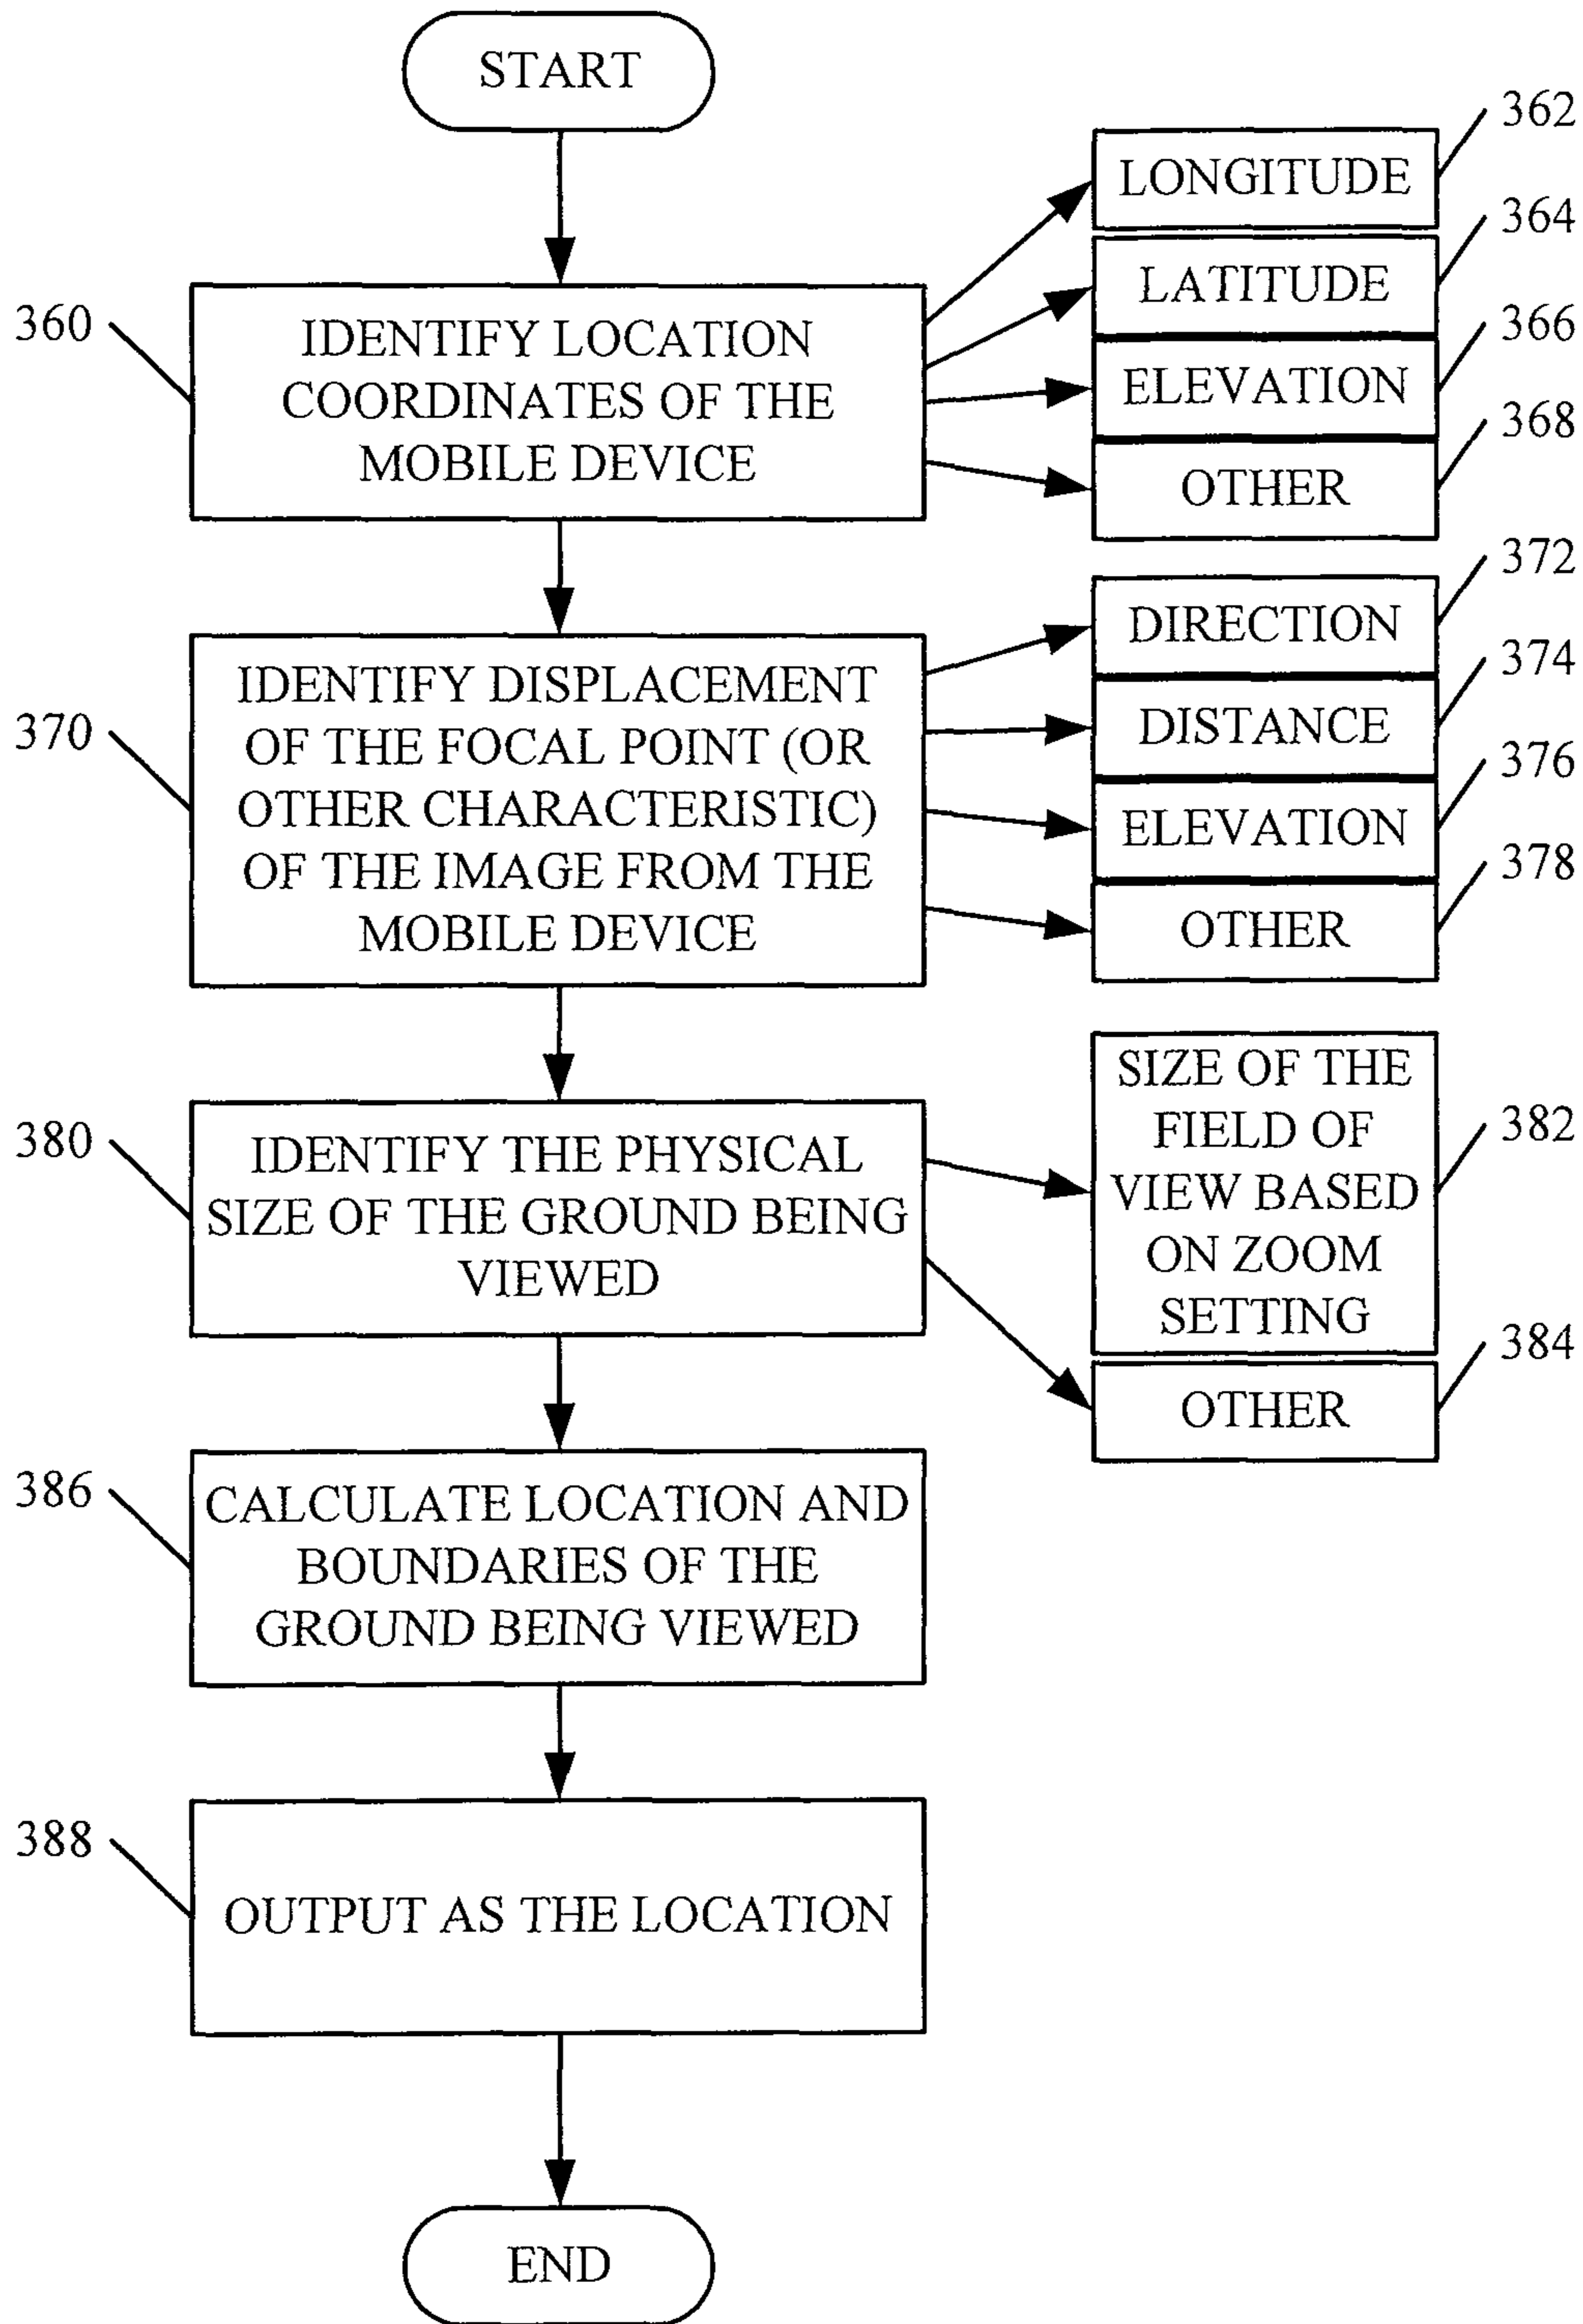 START
360
IDENTIFY LOCATION
COORDINATES OF THE
MOBILE DEVICE
LONGITUDE
362
LATITUDE
364
ELEVATION
366
OTHER
368
370
IDENTIFY DISPLACEMENT
OF THE FOCAL POINT (OR
OTHER CHARACTERISTIC)
OF THE IMAGE FROM THE
MOBILE DEVICE
DIRECTION
372
DISTANCE
374
ELEVATION
376
OTHER
378
380
IDENTIFY THE PHYSICAL
SIZE OF THE GROUND BEING
VIEWED
SIZE OF THE
FIELD OF
VIEW BASED
ON ZOOM
SETTING
382
OTHER
384
386
CALCULATE LOCATION AND
BOUNDARIES OF THE
GROUND BEING VIEWED
388
OUTPUT AS THE LOCATION
END